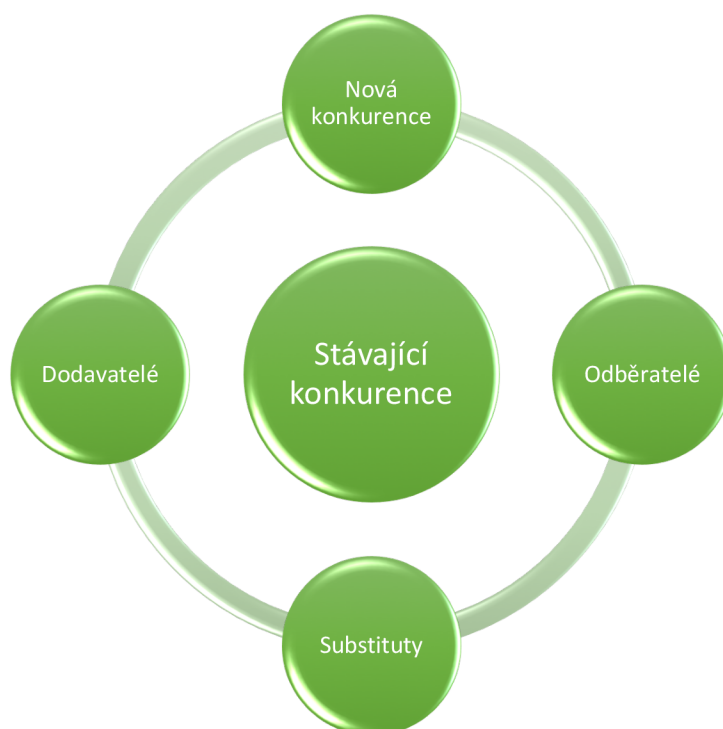 Nová
konkurence
Dodavatelé
Stávající
konkurence
Odběratelé
Substituty